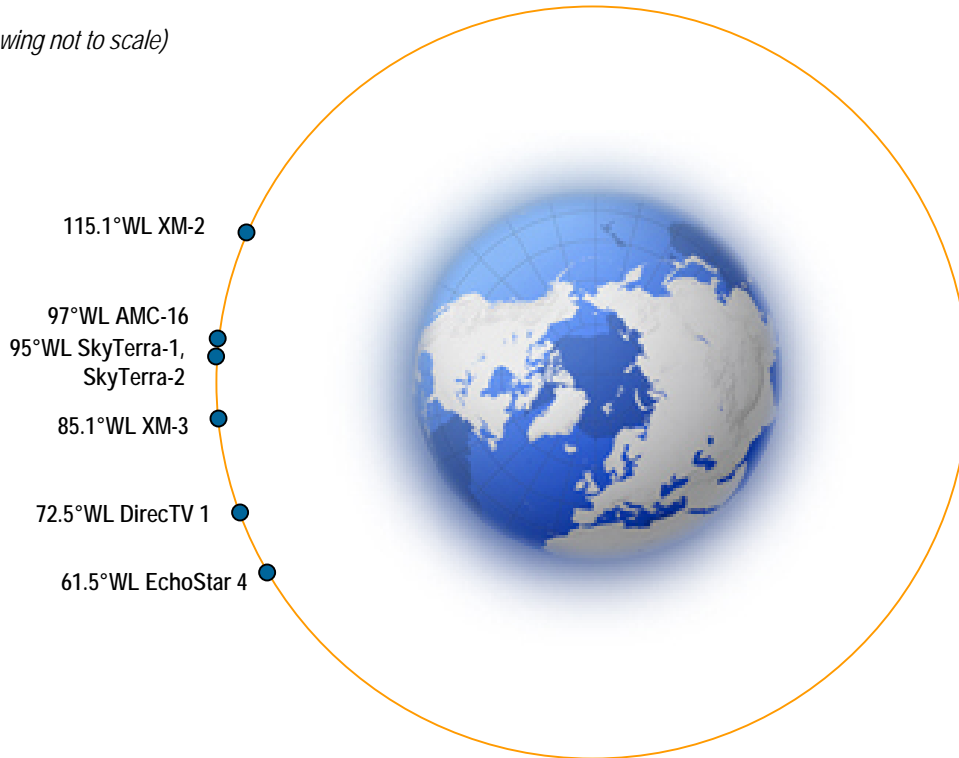 wing not to scale)
115.1°WL XM-2
97°WL AMC-16
95°WL SkyTerra-1,
SkyTerra-2
85.1°WL XM-3
72.5°WL DirecTV 1
61.5°WL EchoStar 4